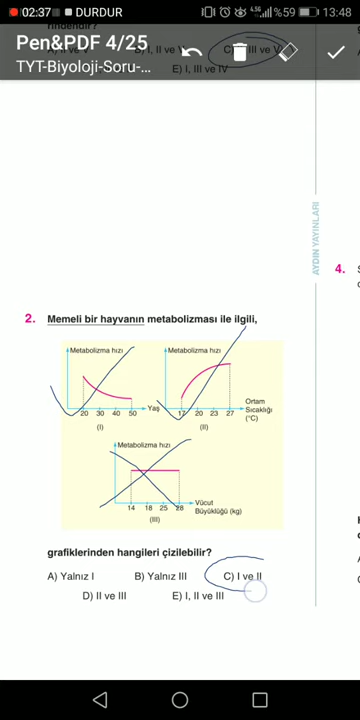 02:37 DURDUR 4.5G %59 13:48
Pen&PDF 4/25
TYT-Biyoloji-Soru-...
E) I, III ve IV
AYDIN YAYINLARI
4.
2. Memeli bir hayvanın metabolizması ile ilgili,
Metabolizma hızı
20 30 40 50 Yaş
(I)
Metabolizma hızı
17 20 23 27 Ortam Sıcaklığı (°C)
(II)
Metabolizma hızı
14 18 25 28 Vücut Büyüklüğü (kg)
(III)
grafiklerinden hangileri çizilebilir?
A) Yalnız I B) Yalnız III C) I ve II
D) II ve III E) I, II ve III